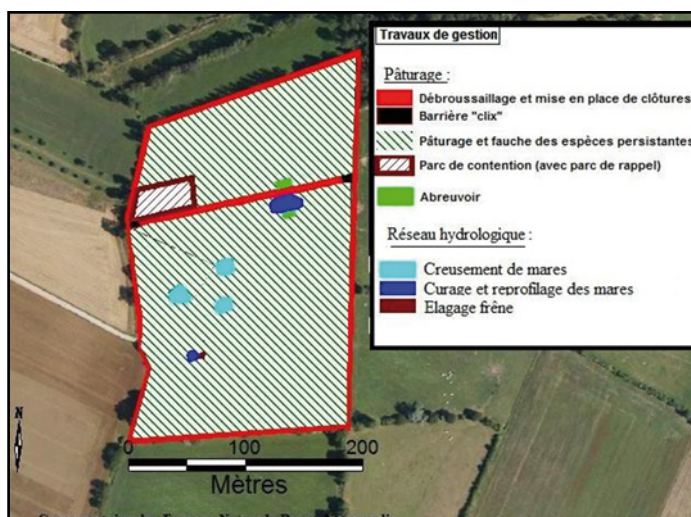 Travaux de gestion
Pâturage :
Débroussaillage et mise en place de clôtures
Barrière "clix"
Pâturage et fauche des espèces persistantes
Parc de contention (avec parc de rappel)
Abreuvoir
Réseau hydrologique :
Creusement de mares
Curage et reprofilage des mares
Elagage frêne
N
0 100 200
Mètres